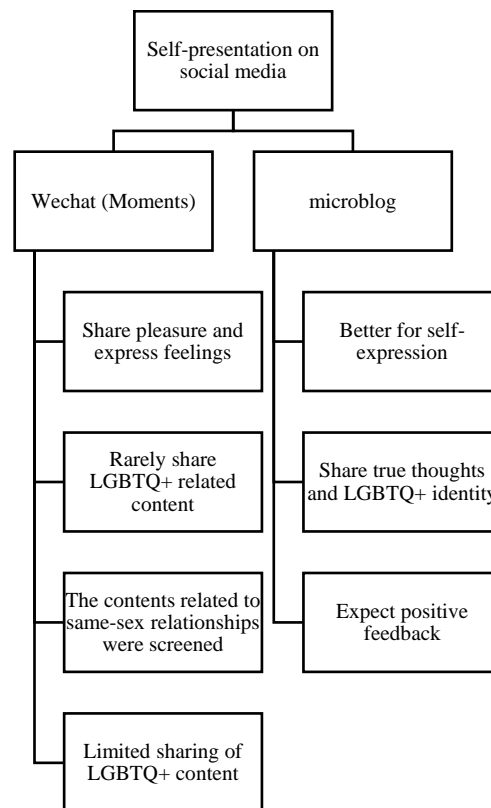 Self-presentation on
social media
Wechat (Moments)
microblog
Share pleasure and
express feelings
Rarely share
LGBTQ+ related
content
The contents related to
same-sex relationships
were screened
Limited sharing of
LGBTQ+ content
Better for self-
expression
Share true thoughts
and LGBTQ+ identity
Expect positive
feedback